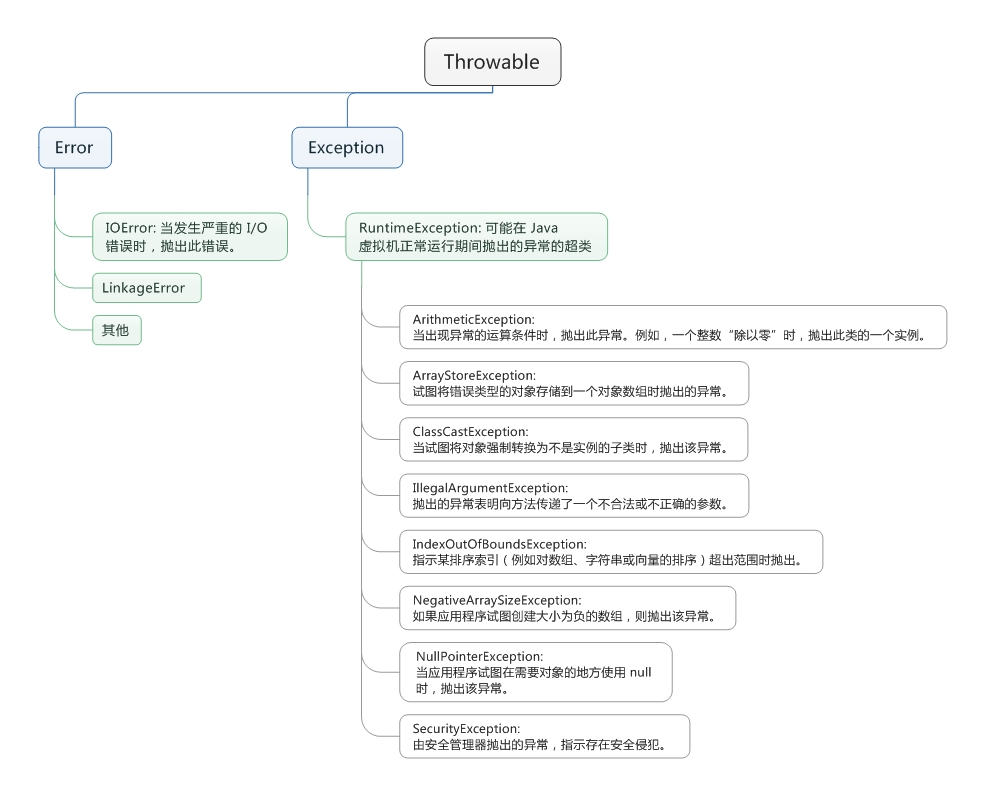 Throwable
Error
Exception
IOError: 当发生严重的 I/O
错误时，抛出此错误。
LinkageError
其他
RuntimeException: 可能在 Java
虚拟机正常运行期间抛出的异常的超类
ArithmeticException:
当出现异常的运算条件时，抛出此异常。例如，一个整数“除以零”时，抛出此类的一个实例。
ArrayStoreException:
试图将错误类型的对象存储到一个对象数组时抛出的异常。
ClassCastException:
当试图将对象强制转换为不是实例的子类时，抛出该异常。
IllegalArgumentException:
抛出的异常表明向方法传递了一个不合法或不正确的参数。
IndexOutOfBoundsException:
指示某排序索引（例如对数组、字符串或向量的排序）超出范围时抛出。
NegativeArraySizeException:
如果应用程序试图创建大小为负的数组，则抛出该异常。
NullPointerException:
当应用程序试图在需要对象的地方使用 null
时，抛出该异常。
SecurityException:
由安全管理器抛出的异常，指示存在安全侵犯。